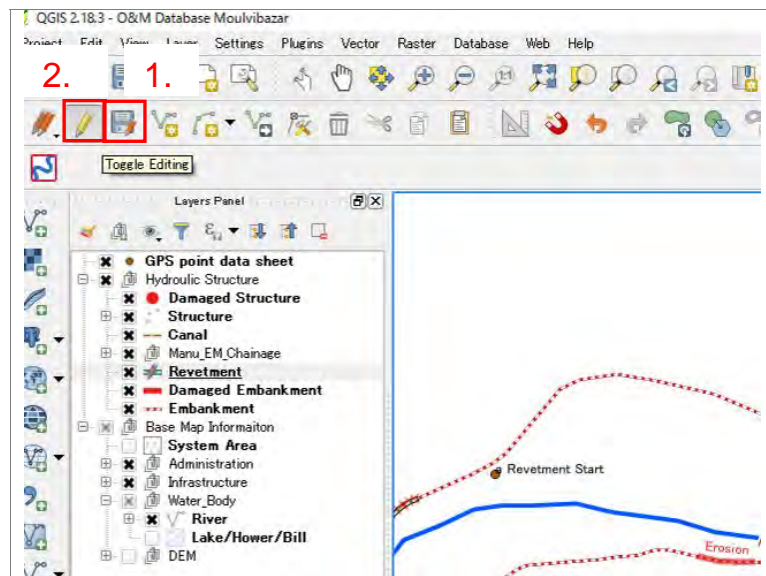 QGIS 2.18.3 - O&M Database Moulvibazar
Project Edit View Layer Settings Plugins Vector Raster Database Web Help
2. 1.
Toggle Editing
Layers Panel
GPS point data sheet
Hydroulic Structure
Damaged Structure
Structure
Canal
Manu_EM_Chainage
Revetment
Damaged Embankment
Embankment
Base Map Informaiton
System Area
Administration
Infrastructure
Water_Body
River
Lake/Hower/Bill
DEM
Revetment Start
Erosion